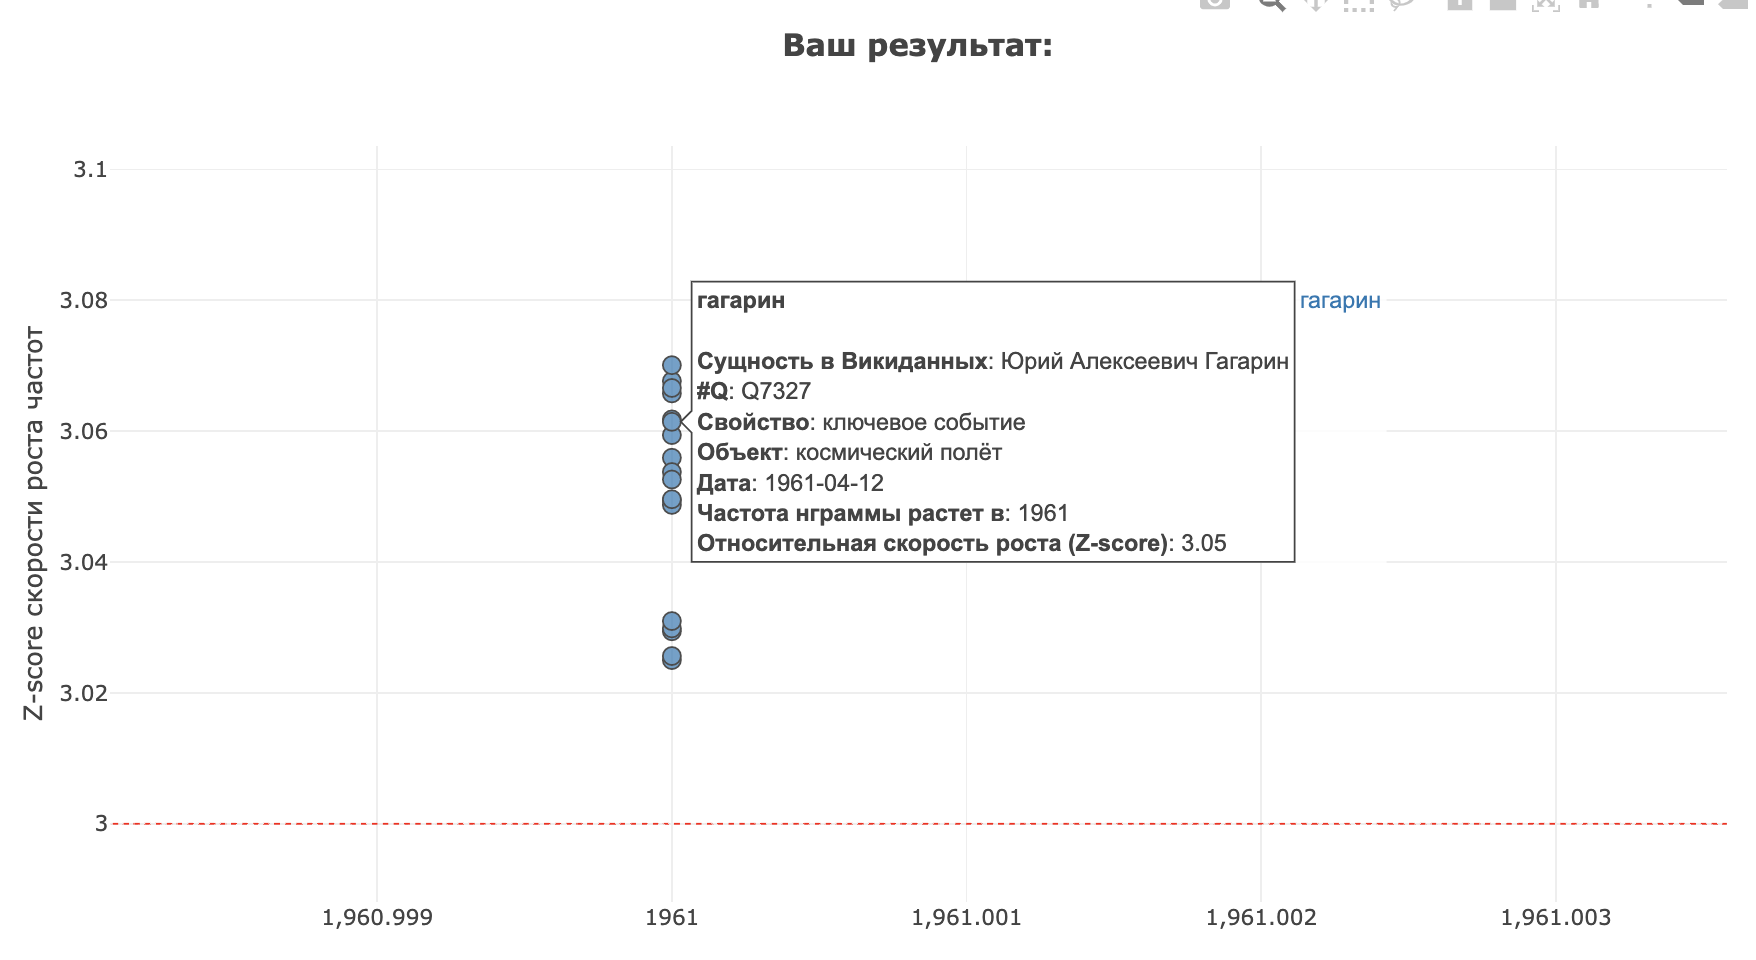 Ваш результат:
Z-score скорости роста частот
3.1
3.08
3.06
3.04
3.02
3
гагарин
Сущность в Викиданных: Юрий Алексеевич Гагарин
#Q: Q7327
Свойство: ключевое событие
Объект: космический полёт
Дата: 1961-04-12
Частота нграммы растет в: 1961
Относительная скорость роста (Z-score): 3.05
гагарин
1,960.999
1961
1,961.001
1,961.002
1,961.003